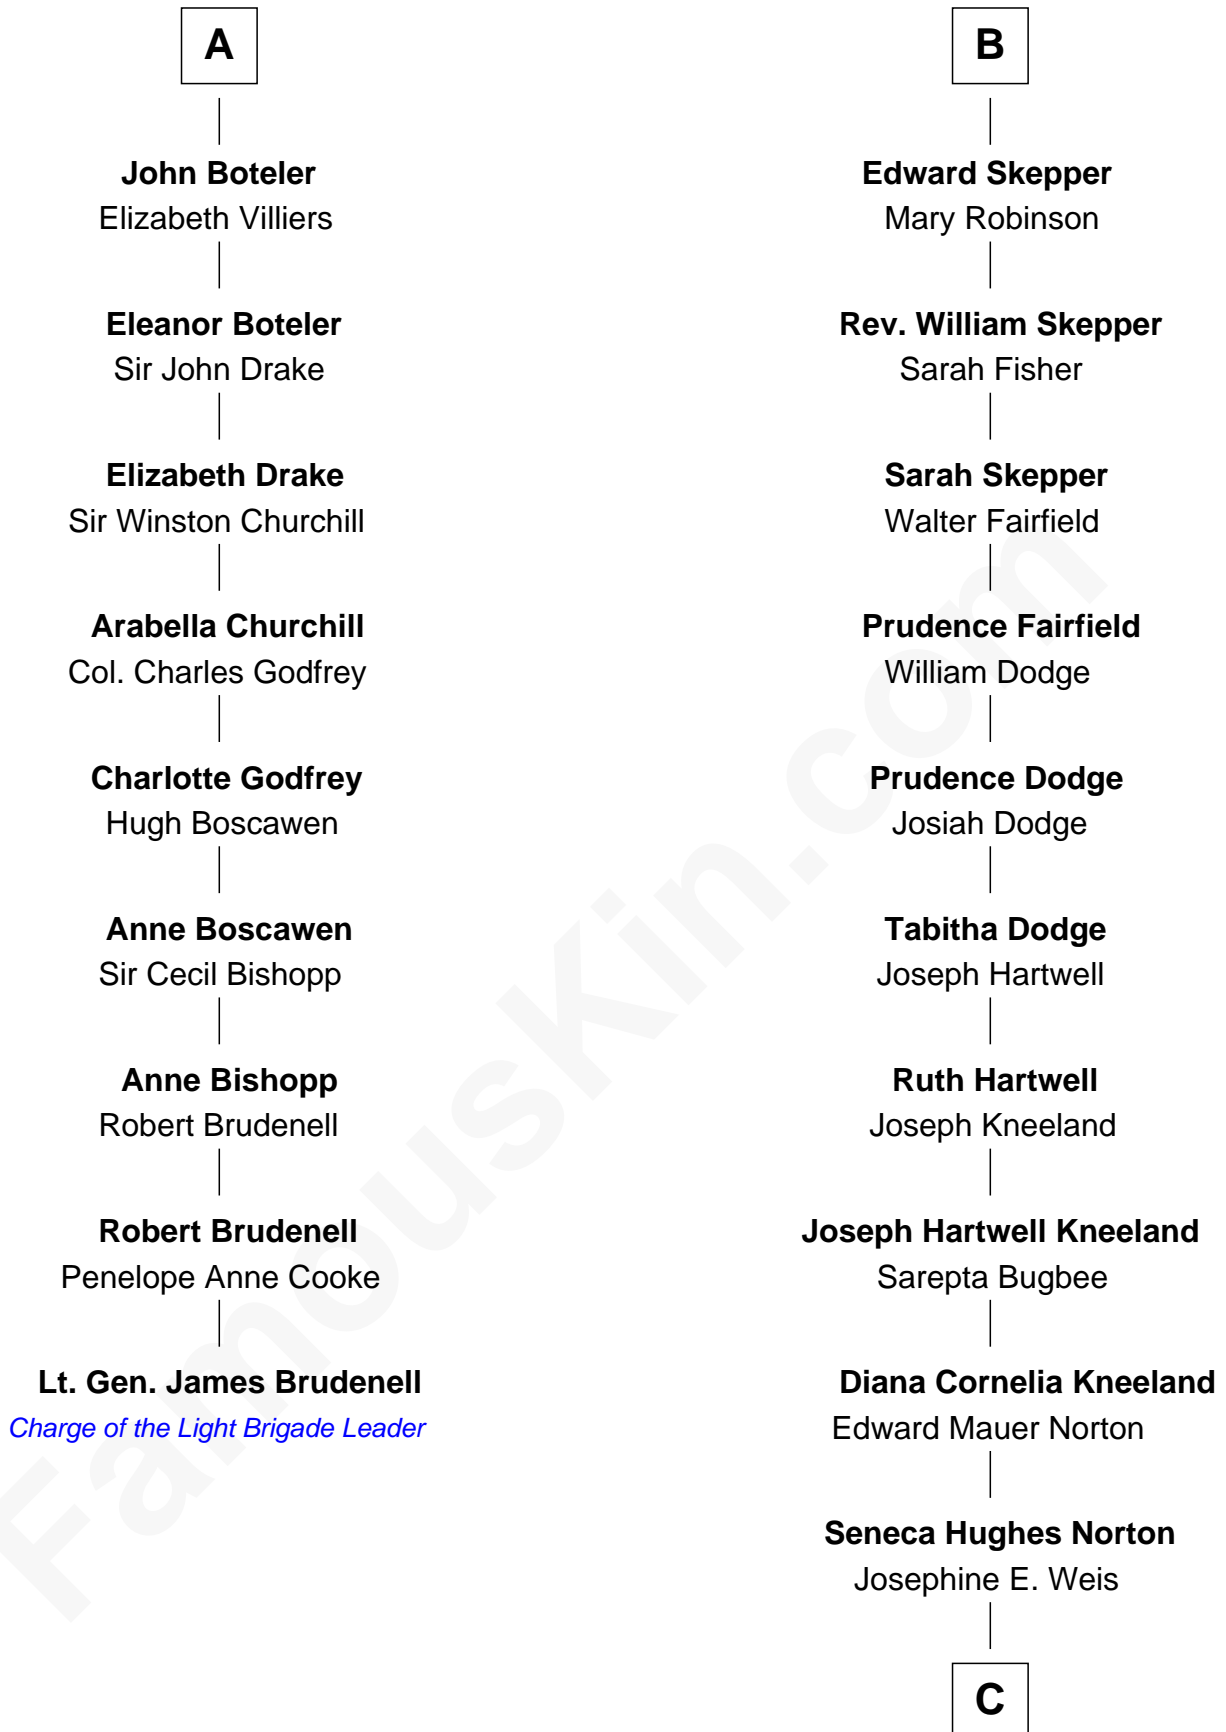 A
John Boteler
Elizabeth Villiers
Eleanor Boteler
Sir John Drake
Elizabeth Drake
Sir Winston Churchill
Arabella Churchill
Col. Charles Godfrey
Charlotte Godfrey
Hugh Boscawen
Anne Boscawen
Sir Cecil Bishopp
Anne Bishopp
Robert Brudenell
Robert Brudenell
Penelope Anne Cooke
Lt. Gen. James Brudenell
Charge of the Light Brigade Leader
B
Edward Skepper
Mary Robinson
Rev. William Skepper
Sarah Fisher
Sarah Skepper
Walter Fairfield
Prudence Fairfield
William Dodge
Prudence Dodge
Josiah Dodge
Tabitha Dodge
Joseph Hartwell
Ruth Hartwell
Joseph Kneeland
Joseph Hartwell Kneeland
Sarepta Bugbee
Diana Cornelia Kneeland
Edward Mauer Norton
Seneca Hughes Norton
Josephine E. Weis
C
FamousKin.com